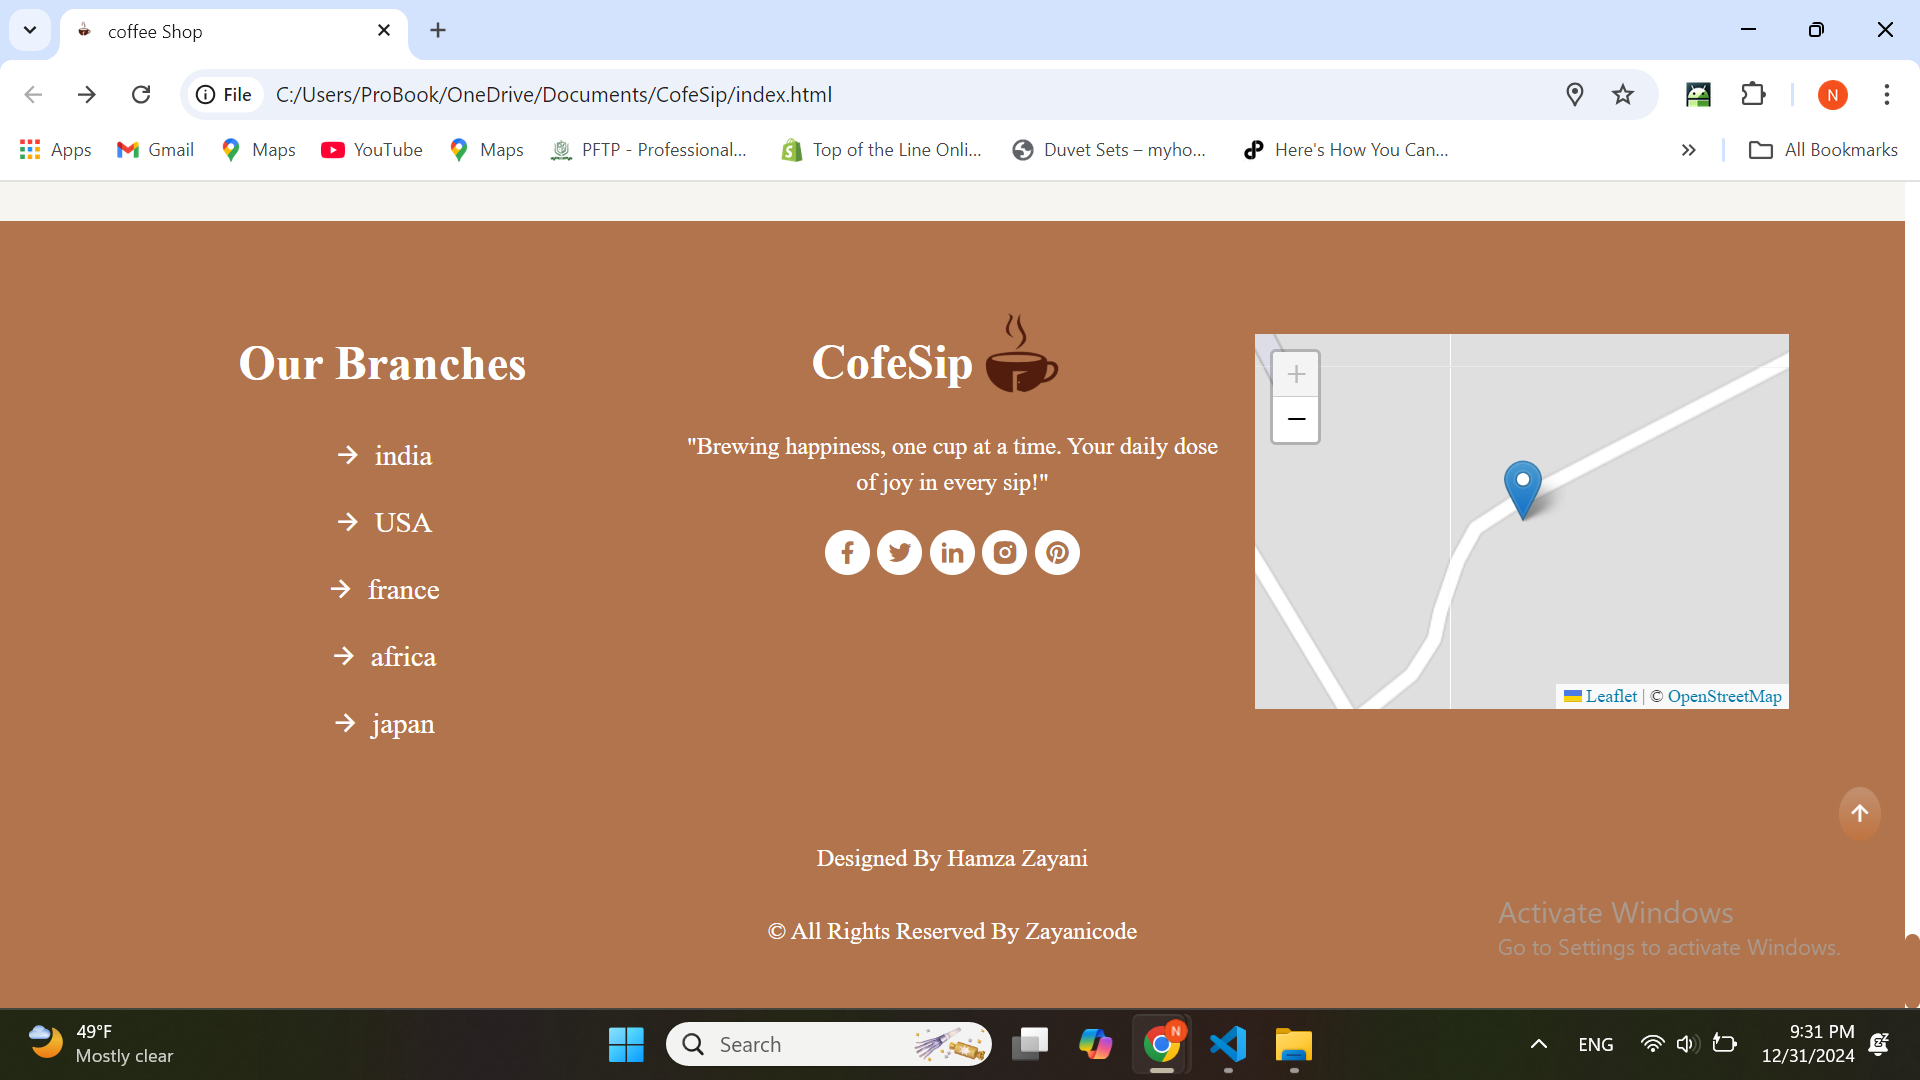 coffee Shop
File
C:/Users/ProBook/OneDrive/Documents/CofeSip/index.html
N
Apps
Gmail
Maps
YouTube
Maps
PFTP - Professional...
Top of the Line Onli...
Duvet Sets – myho...
Here's How You Can...
All Bookmarks
Our Branches
india
USA
france
africa
japan
CofeSip
"Brewing happiness, one cup at a time. Your daily dose
of joy in every sip!"
+
−
Leaflet | © OpenStreetMap
Designed By Hamza Zayani
© All Rights Reserved By Zayanicode
Activate Windows
Go to Settings to activate Windows.
49°F
Mostly clear
Search
N
ENG
9:31 PM
12/31/2024